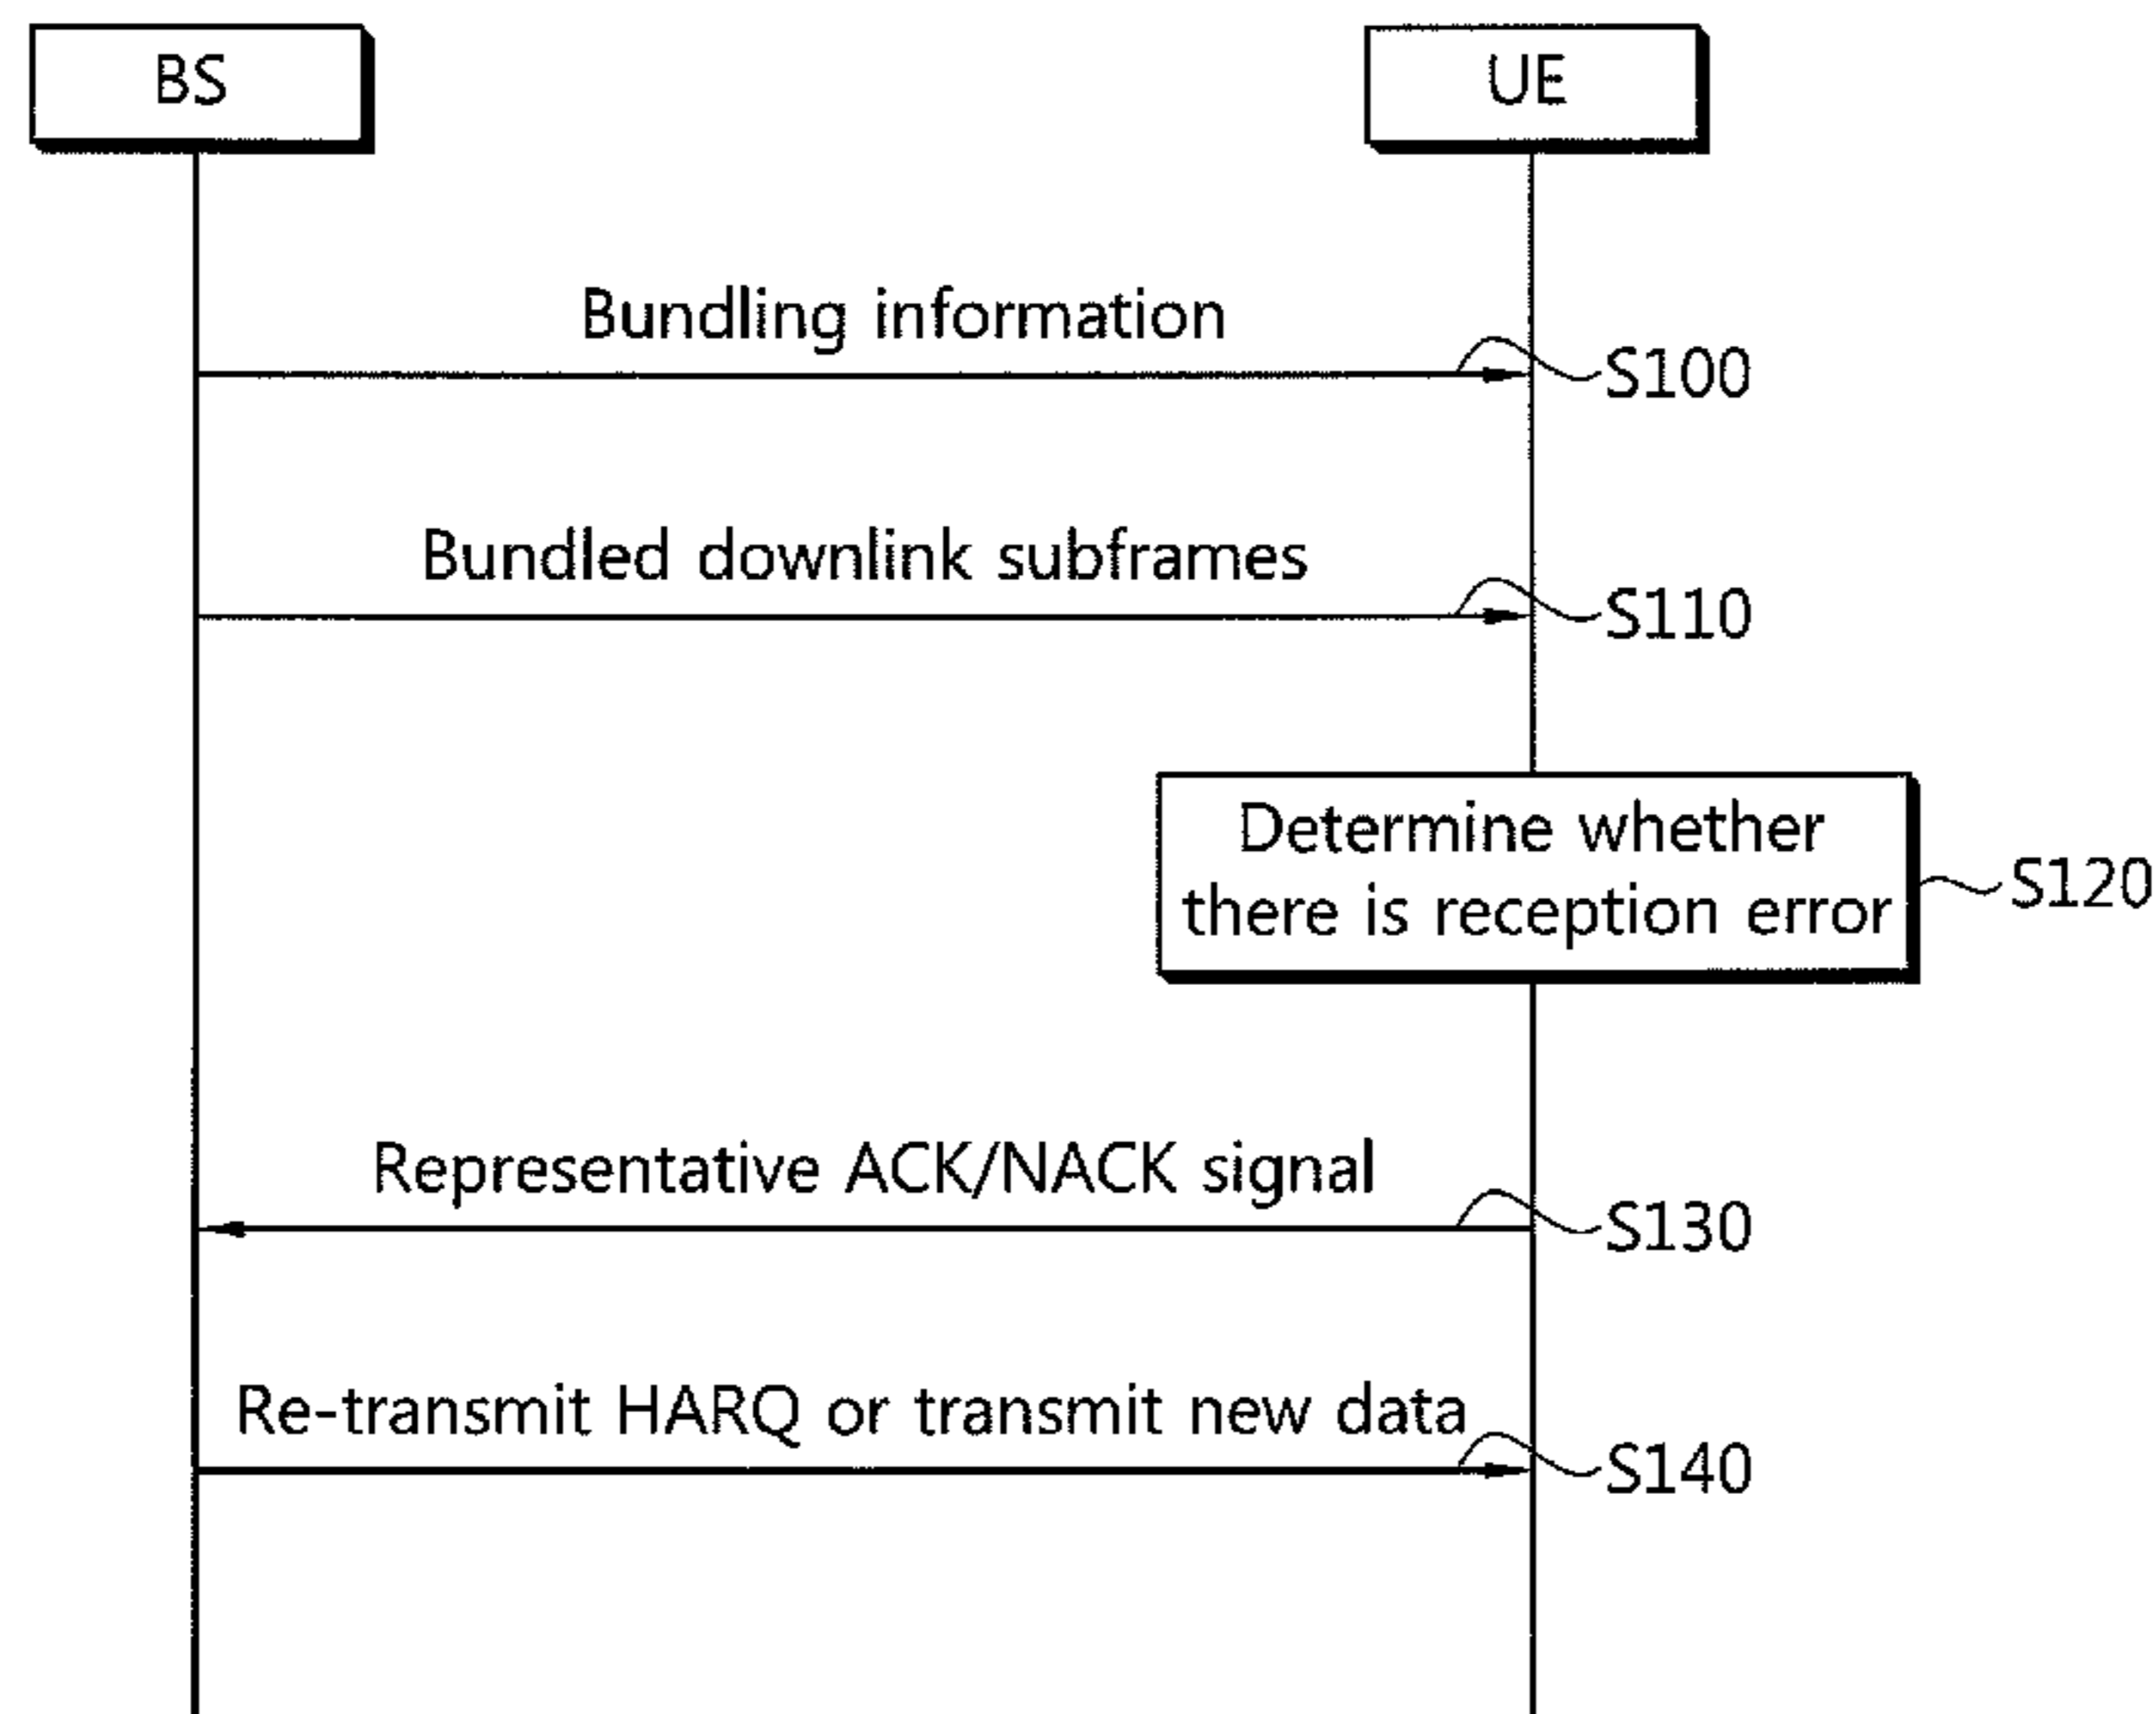 BS
UE
Bundling information
S100
Bundled downlink subframes
S110
Determine whether
there is reception error
S120
Representative ACK/NACK signal
S130
Re-transmit HARQ or transmit new data
S140